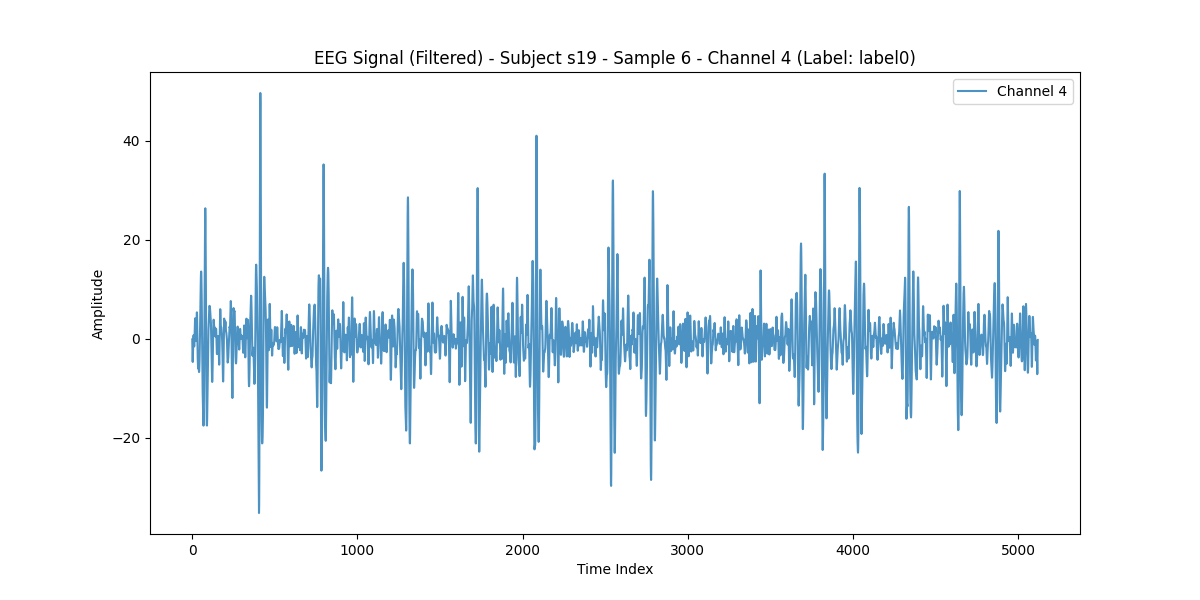 EEG Signal (Filtered) - Subject s19 - Sample 6 - Channel 4 (Label: label0)
Channel 4
40
20
0
−20
Amplitude
0 1000 2000 3000 4000 5000
Time Index